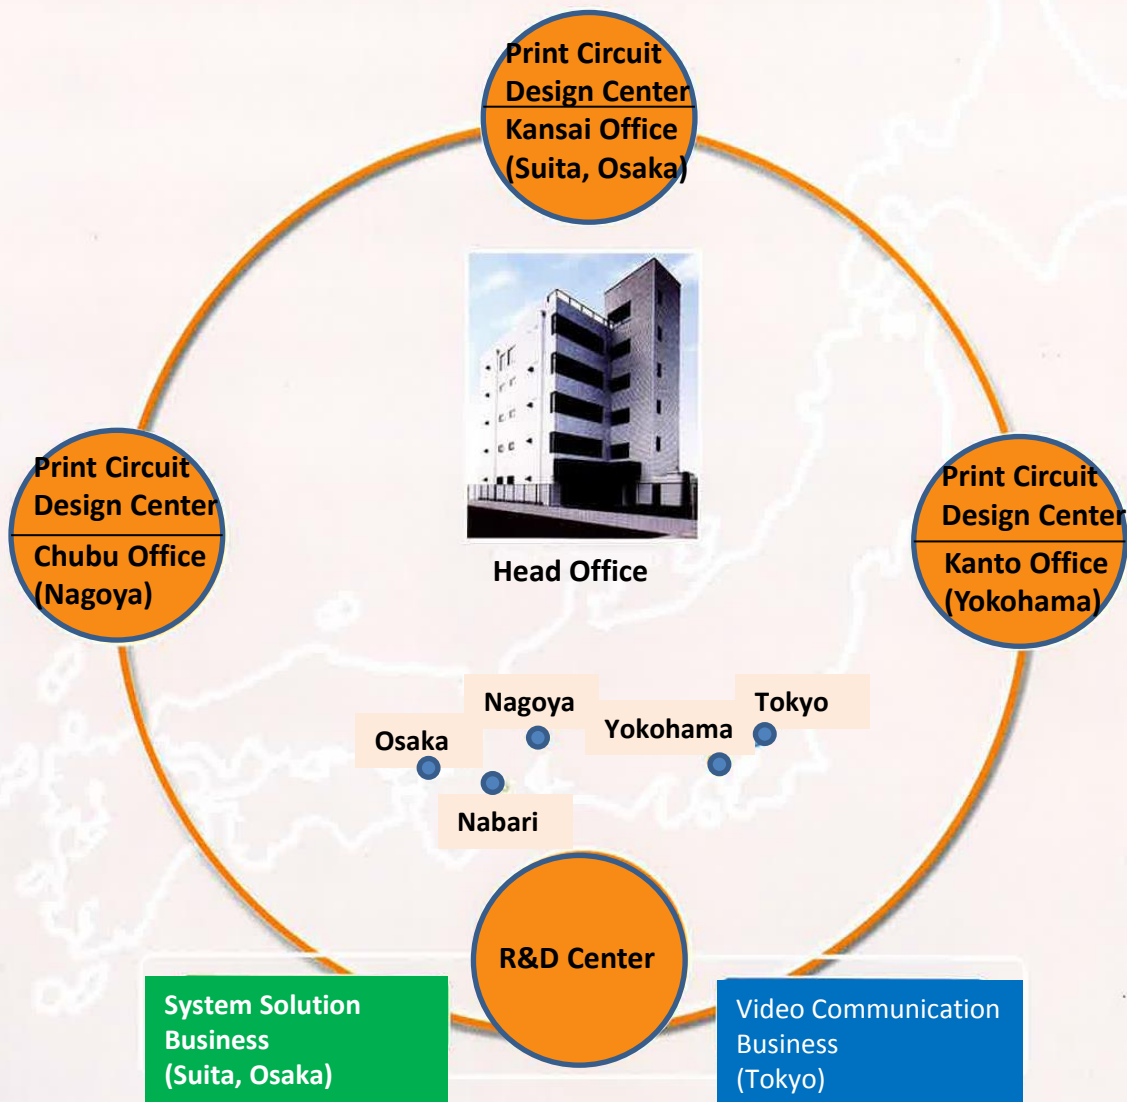 Print Circuit
Design Center
Kansai Office
(Suita, Osaka)
Print Circuit
Design Center
Chubu Office
(Nagoya)
Print Circuit
Design Center
Kanto Office
(Yokohama)
Head Office
Nagoya
Tokyo
Yokohama
Osaka
Nabari
R&D Center
System Solution
Business
(Suita, Osaka)
Video Communication
Business
(Tokyo)